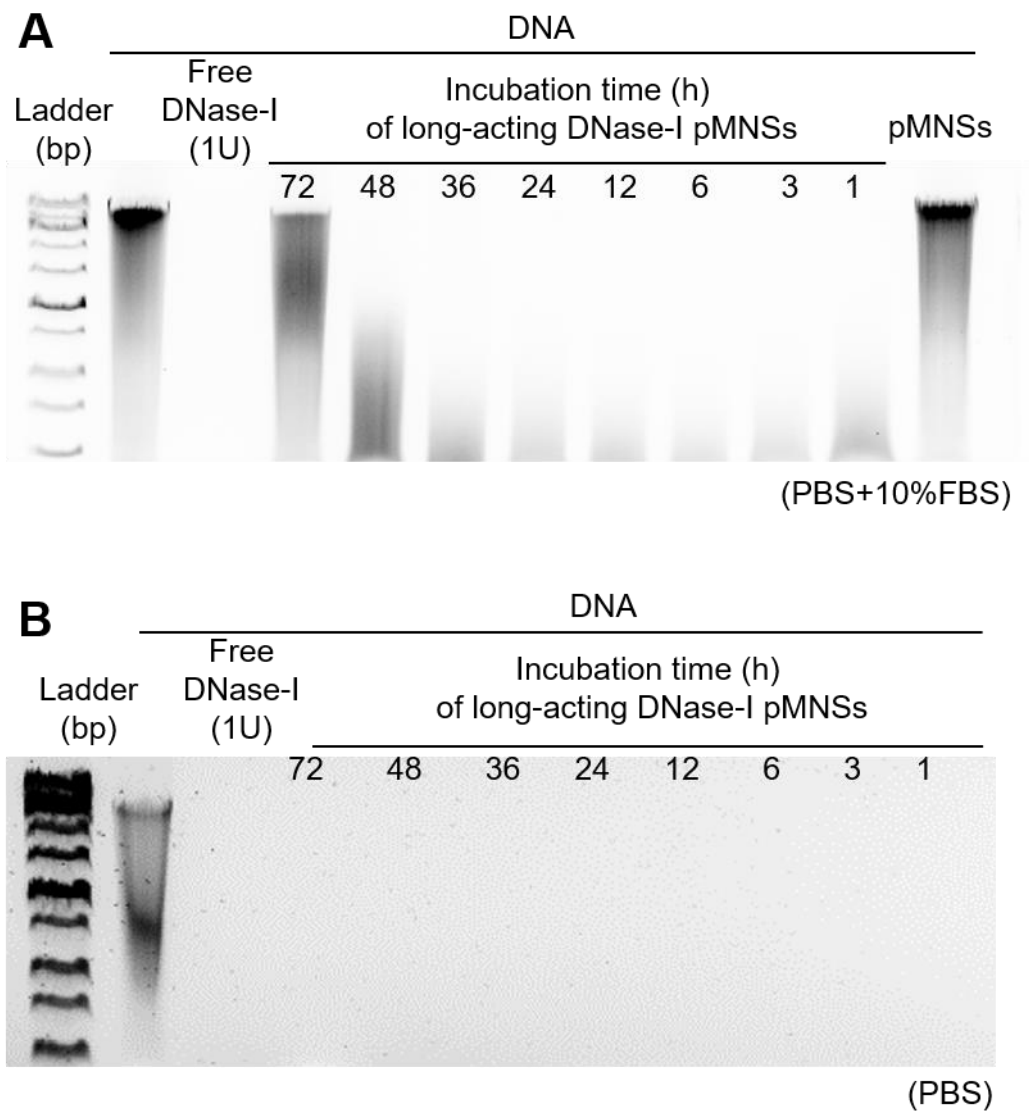 A
DNA
Free
DNase-I
(1U)
Ladder
(bp)
Incubation time (h)
of long-acting DNase-I pMNSs
pMNSs
72 48 36 24 12 6 3 1
(PBS+10%FBS)
B
DNA
Free
DNase-I
(1U)
Ladder
(bp)
Incubation time (h)
of long-acting DNase-I pMNSs
72 48 36 24 12 6 3 1
(PBS)